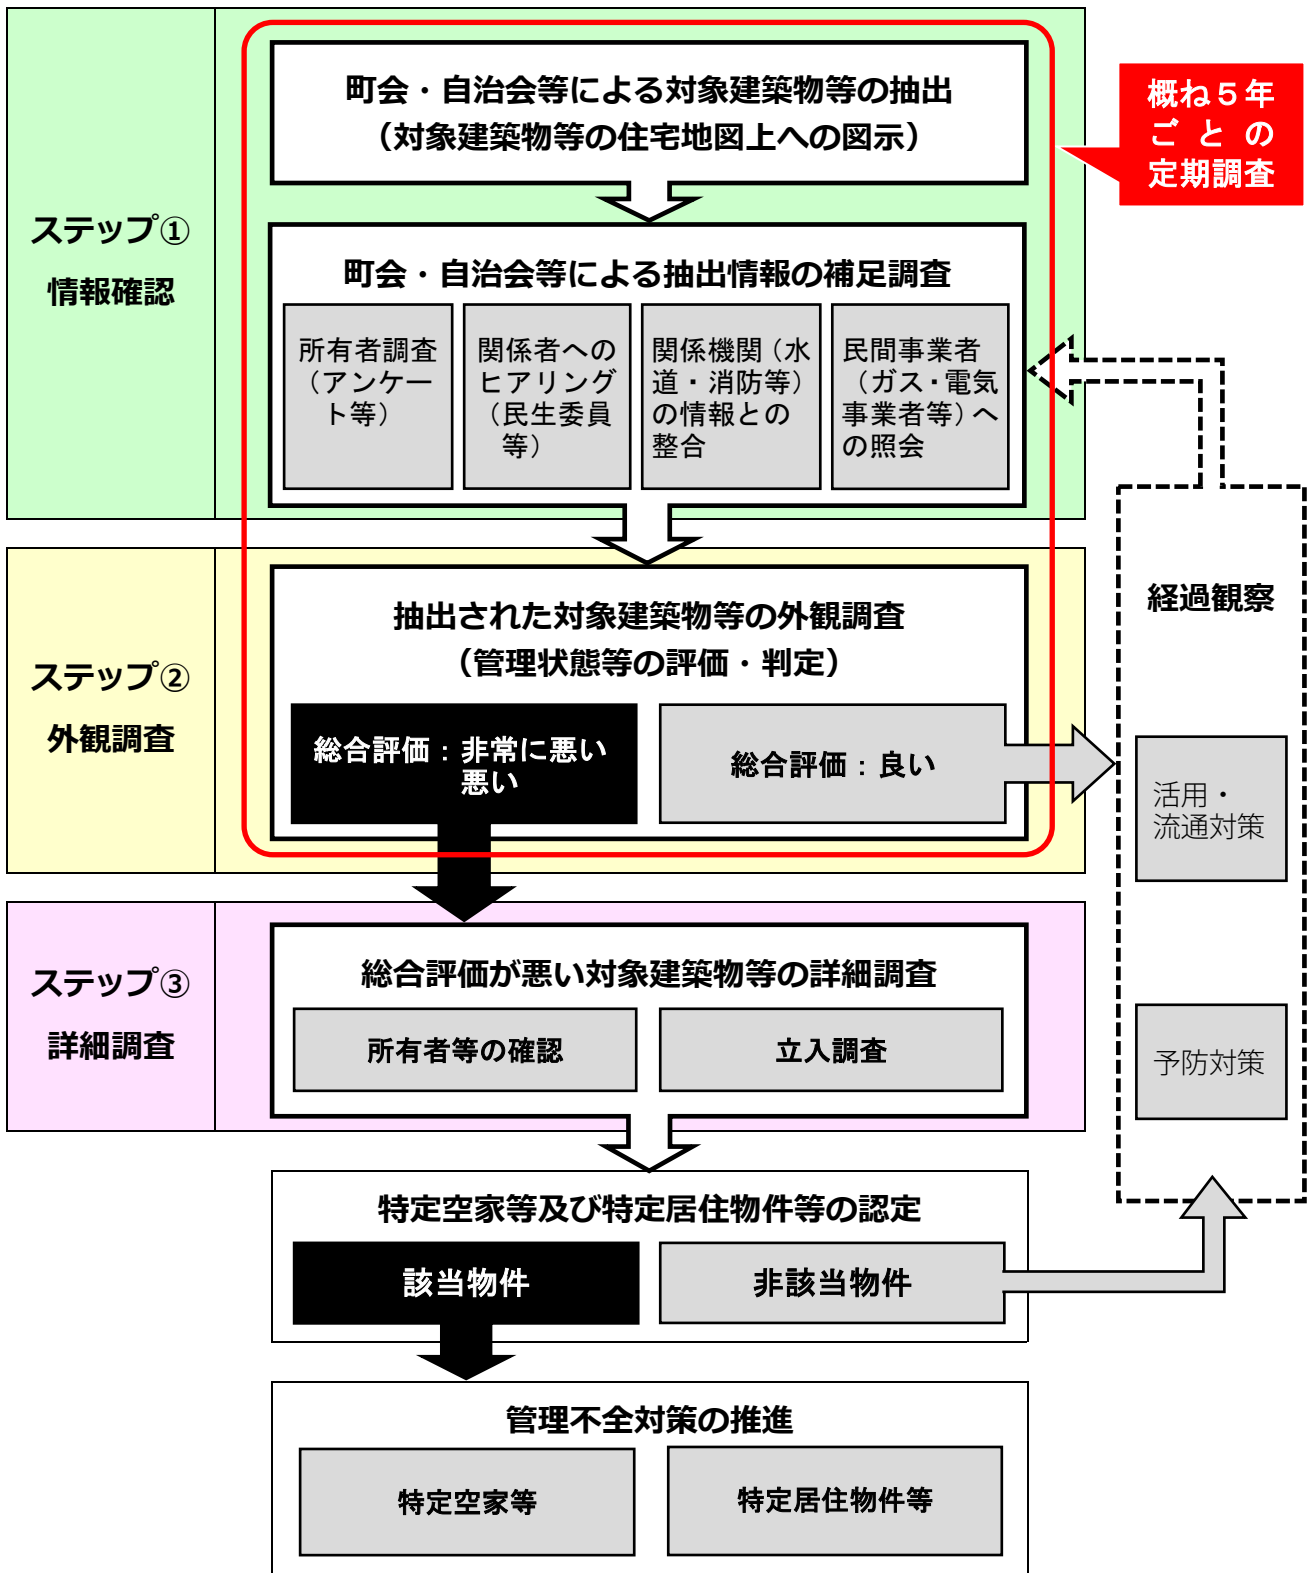 町会・自治会等による対象建築物等の抽出
（対象建築物等の住宅地図上への図示）
概ね５年
ごとの
定期調査
ステップ①
情報確認
町会・自治会等による抽出情報の補足調査
所有者調査
（アンケー
ト等）
関係者への
ヒアリング
（民生委員
等）
関係機関（水
道・消防等）
の情報との
整合
民間事業者
（ガス・電気
事業者等）へ
の照会
ステップ②
外観調査
抽出された対象建築物等の外観調査
（管理状態等の評価・判定）
総合評価：非常に悪い
悪い
総合評価：良い
経過観察
活用・
流通対策
予防対策
ステップ③
詳細調査
総合評価が悪い対象建築物等の詳細調査
所有者等の確認
立入調査
特定空家等及び特定居住物件等の認定
該当物件
非該当物件
管理不全対策の推進
特定空家等
特定居住物件等